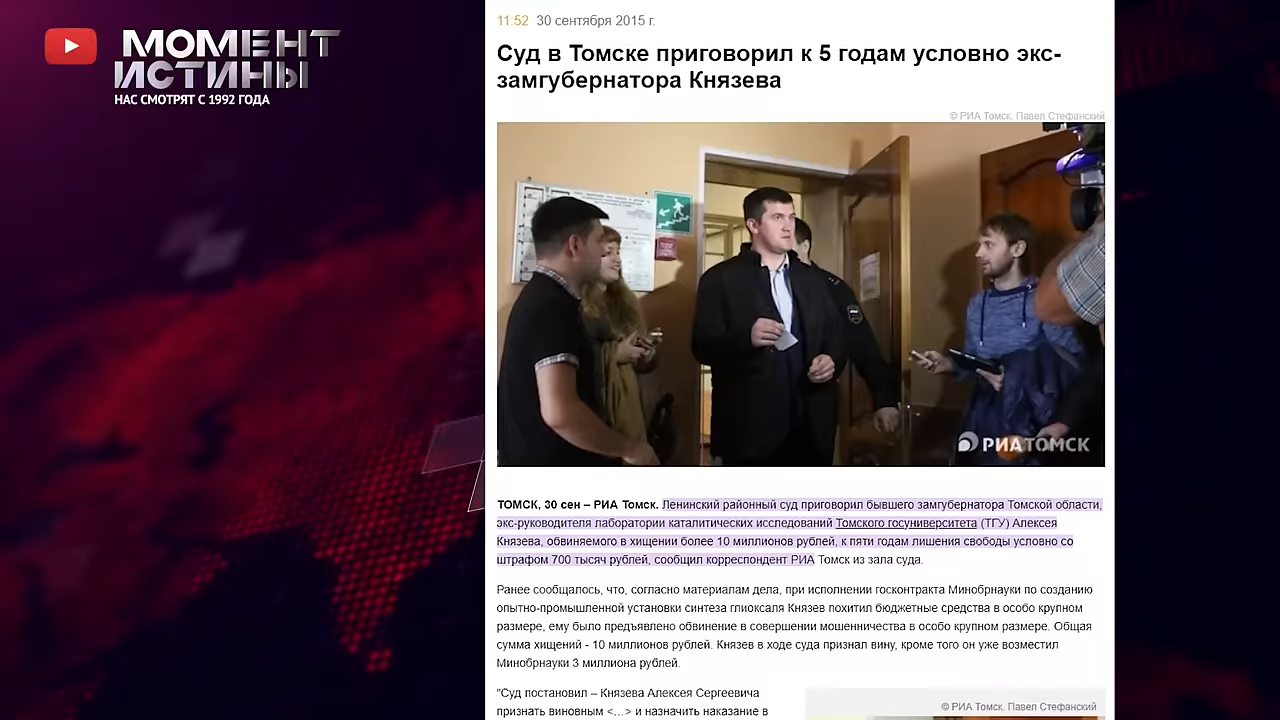 МОМЕНТ
ИСТИНЫ
НАС СМОТРЯТ С 1992 ГОДА
11:52 30 сентября 2015 г.
Суд в Томске приговорил к 5 годам условно экс-
замгубернатора Князева
© РИА Томск. Павел Стефанский
РИАТОМСК
ТОМСК, 30 сен – РИА Томск. Ленинский районный суд приговорил бывшего замгубернатора Томской области,
экс-руководителя лаборатории каталитических исследований Томского госуниверситета (ТГУ) Алексея
Князева, обвиняемого в хищении более 10 миллионов рублей, к пяти годам лишения свободы условно со
штрафом 700 тысяч рублей, сообщил корреспондент РИА Томск из зала суда.
Ранее сообщалось, что, согласно материалам дела, при исполнении госконтракта Минобрнауки по созданию
опытно-промышленной установки синтеза глиоксаля Князев похитил бюджетные средства в особо крупном
размере, ему было предъявлено обвинение в совершении мошенничества в особо крупном размере. Общая
сумма хищений - 10 миллионов рублей. Князев в ходе суда признал вину, кроме того он уже возместил
Минобрнауки 3 миллиона рублей.
"Суд постановил – Князева Алексея Сергеевича
признать виновным <...> и назначить наказание в
© РИА Томск. Павел Стефанский